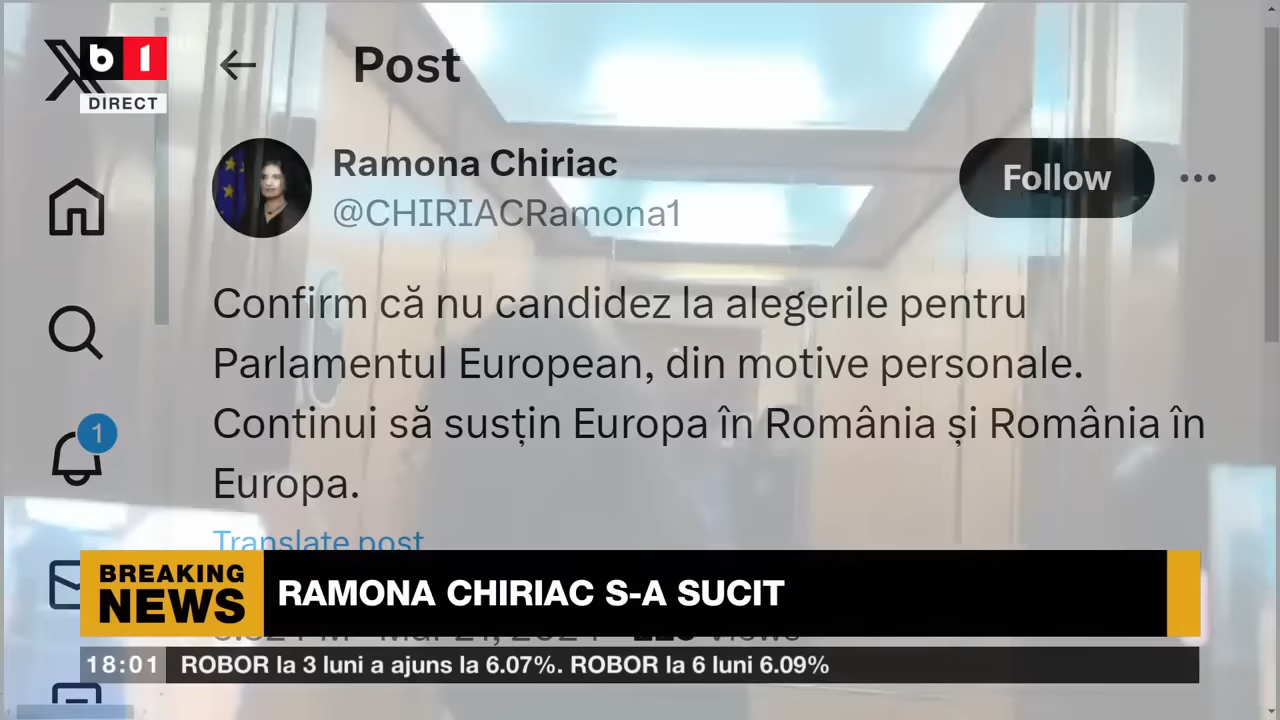 b1
DIRECT
Post
Ramona Chiriac
@CHIRIACRamona1
Follow
Confirm că nu candidez la alegerile pentru
Parlamentul European, din motive personale.
Continui să susțin Europa în România și România în
Europa.
1
Translate post
BREAKING
NEWS
RAMONA CHIRIAC S-A SUCIT
18:01 ROBOR la 3 luni a ajuns la 6.07%. ROBOR la 6 luni 6.09%